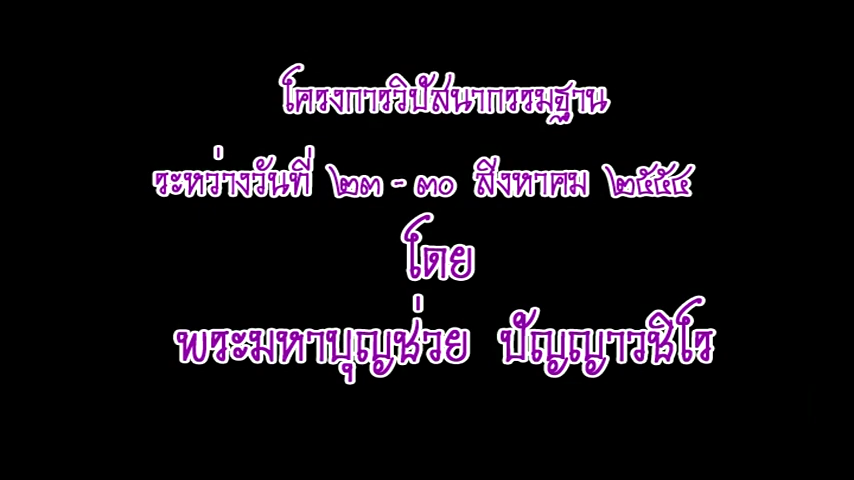 โครงการวิปัสนากรรมฐาน
ระหว่างวันที่ ๒๓ - ๓๐ สิงหาคม ๒๕๕๔
โดย
พระมหาบุญช่วย ปัญญาวชิโร